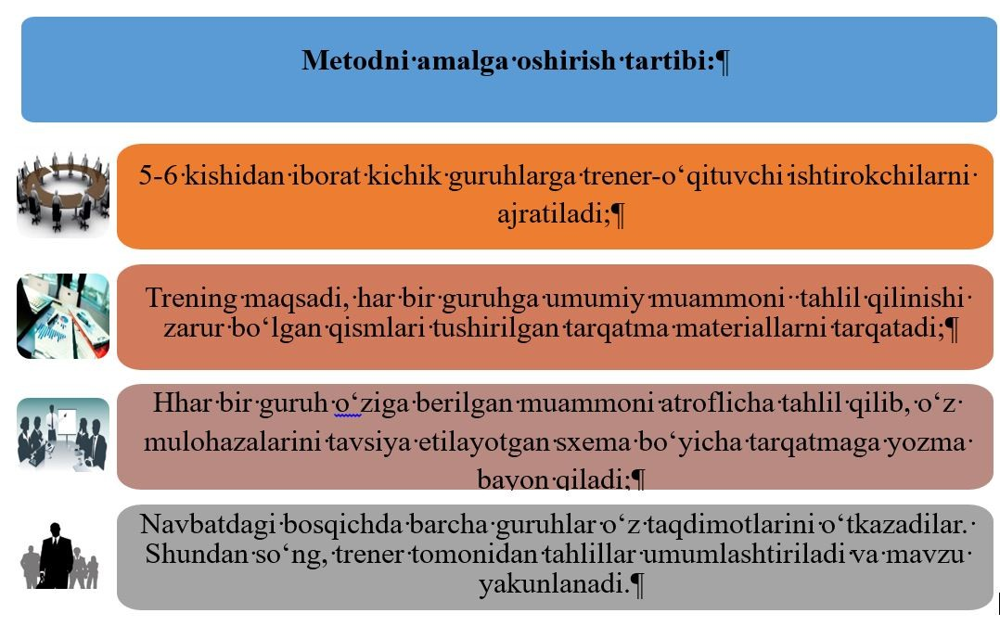 Metodni amalga oshirish tartibi:¶
5-6 kishidan iborat kichik guruhlarga trener-o‘qituvchi ishtirokchilarni
ajratiladi;¶
Trening maqsadi, har bir guruhga umumiy muammoni  tahlil qilinishi
zarur bo‘lgan qismlari tushirilgan tarqatma materiallarni tarqatadi;¶
Hhar bir guruh o‘ziga berilgan muammoni atroflicha tahlil qilib, o‘z
mulohazalarini tavsiya etilayotgan sxema bo‘yicha tarqatmaga yozma
bayon qiladi;¶
Navbatdagi bosqichda barcha guruhlar o‘z taqdimotlarini o‘tkazadilar.
Shundan so‘ng, trener tomonidan tahlillar umumlashtiriladi va mavzu
yakunlanadi.¶